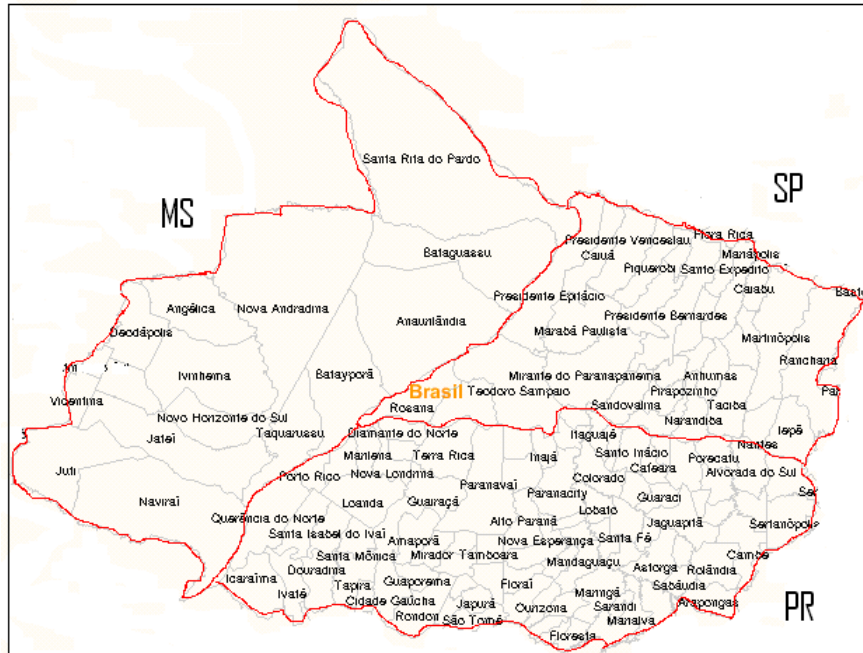 Santa Rita do Pardo
SP
MS
Flora Rica
Presidente Venceslau
Bataguassu
Caiuá
Mariápolis
Piquerobi
Santo Expedito
Caiabu
Presidente Epitácio
Angélica
Nova Andradina
Anaurilândia
Presidente Bernardes
Deodápolis
Marabá Paulista
Martinópolis
Rancharia
Ivinhema
Batayporã
Mirante do Paranapanema
Anhumas
Brasil
Teodoro Sampaio
Pirapozinho
Vicentina
Rosana
Sandovalina
Taciba
Novo Horizonte do Sul
Narandiba
Iepê
Jateí
Taquarussu
Diamante do Norte
Itaguajé
Nantes
Marilena
Terra Rica
Inajá
Santo Inácio
Porecatu
Cafeara
Juti
Alvorada do Sul
Porto Rico
Nova Londrina
Paranavaí
Colorado
Naviraí
Loanda
Guairaçá
Paranacity
Guaraci
Lobato
Querência do Norte
Alto Paraná
Jaguapitã
Sertanópolis
Santa Isabel do Ivaí
Amaporã
Nova Esperança
Santa Fé
Santa Mônica
Mirador
Tamboara
Cambé
Mandaguaçu
Icaraíma
Douradina
Astorga
Rolândia
Tapira
Guaporema
Floraí
Sabáudia
Ivaté
Maringá
Cidade Gaúcha
Japurá
Ourizona
Sarandi
Arapongas
PR
Rondon
São Tomé
Marialva
Floresta